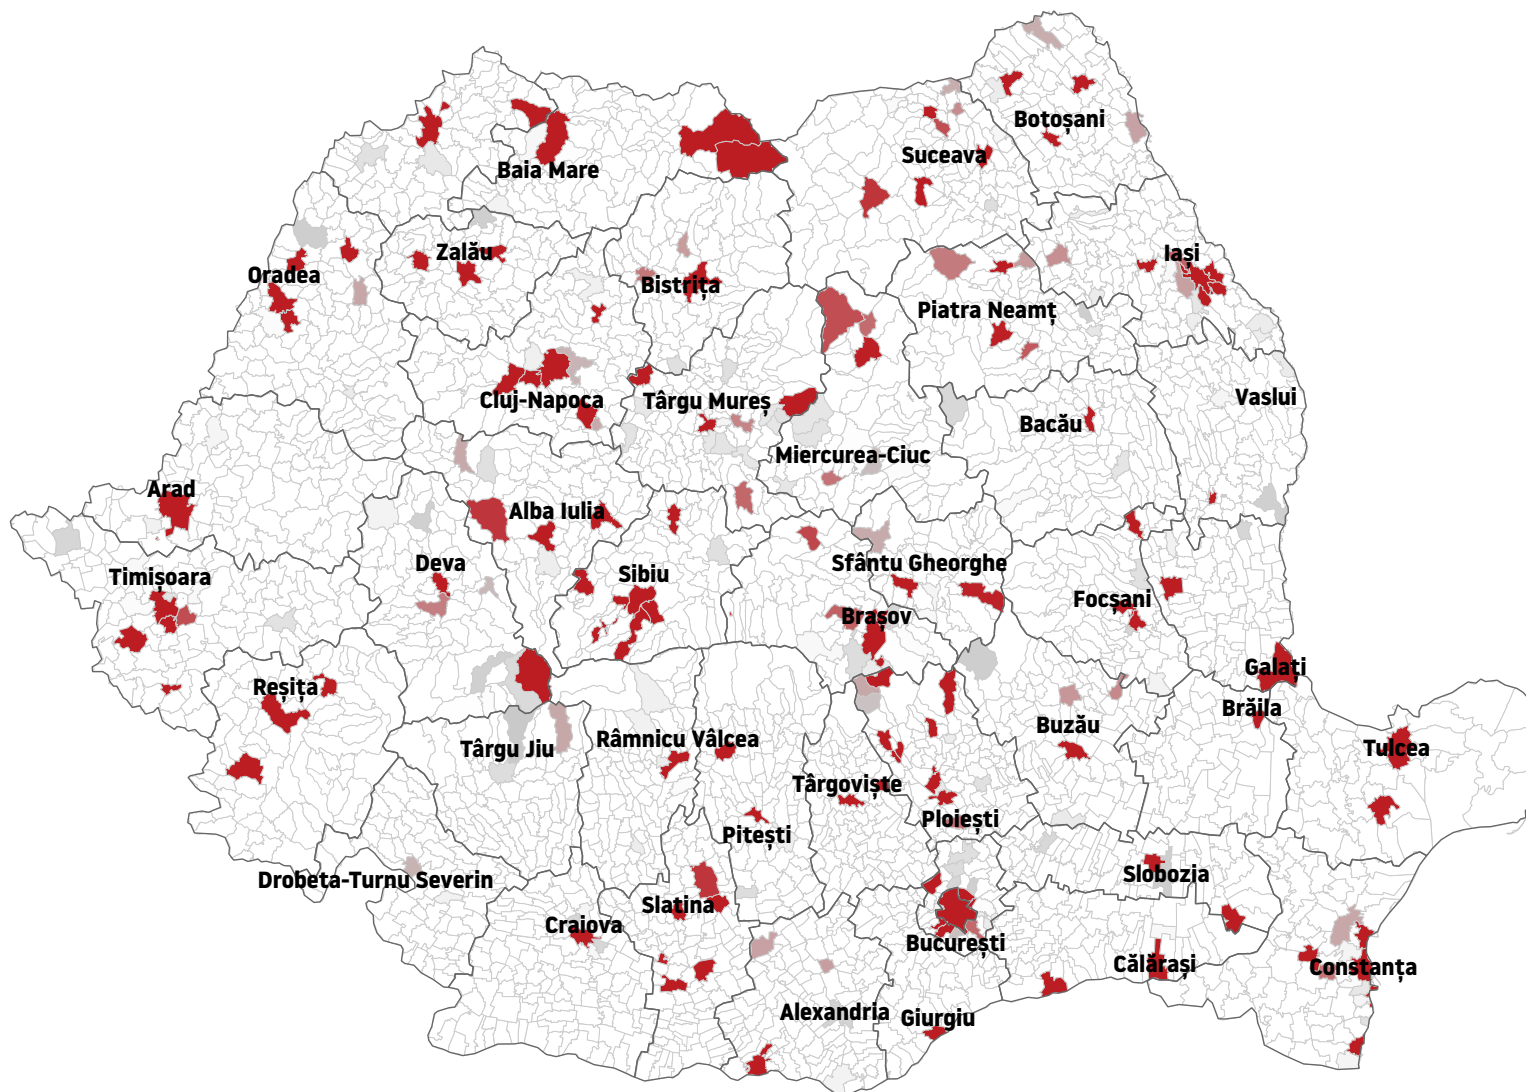 Botoșani
Suceava
Baia Mare
Iași
Zalău
Oradea
Bistrița
Piatra Neamț
Vaslui
Cluj-Napoca
Târgu Mureș
Bacău
Miercurea-Ciuc
Arad
Alba Iulia
Deva
Sfântu Gheorghe
Sibiu
Timișoara
Focșani
Brașov
Galați
Reșița
Brăila
Buzău
Târgu Jiu
Râmnicu Vâlcea
Tulcea
Târgoviște
Ploiești
Pitești
Slobozia
Drobeta-Turnu Severin
Slatina
Craiova
București
Călărași
Constanța
Alexandria
Giurgiu